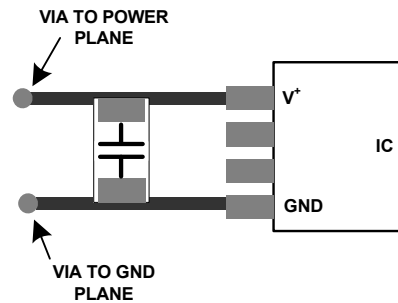 VIA TO POWER
PLANE
V+
IC
GND
VIA TO GND
PLANE